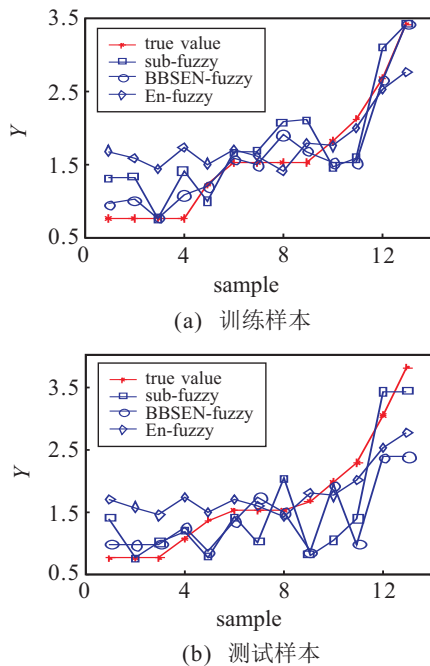 3.5
2.5
1.5
0.5
Y
true value
sub-fuzzy
BBSEN-fuzzy
En-fuzzy
0
4
8
12
sample
(a) 训练样本
3.5
2.5
1.5
0.5
Y
true value
sub-fuzzy
BBSEN-fuzzy
En-fuzzy
0
4
8
12
sample
(b) 测试样本